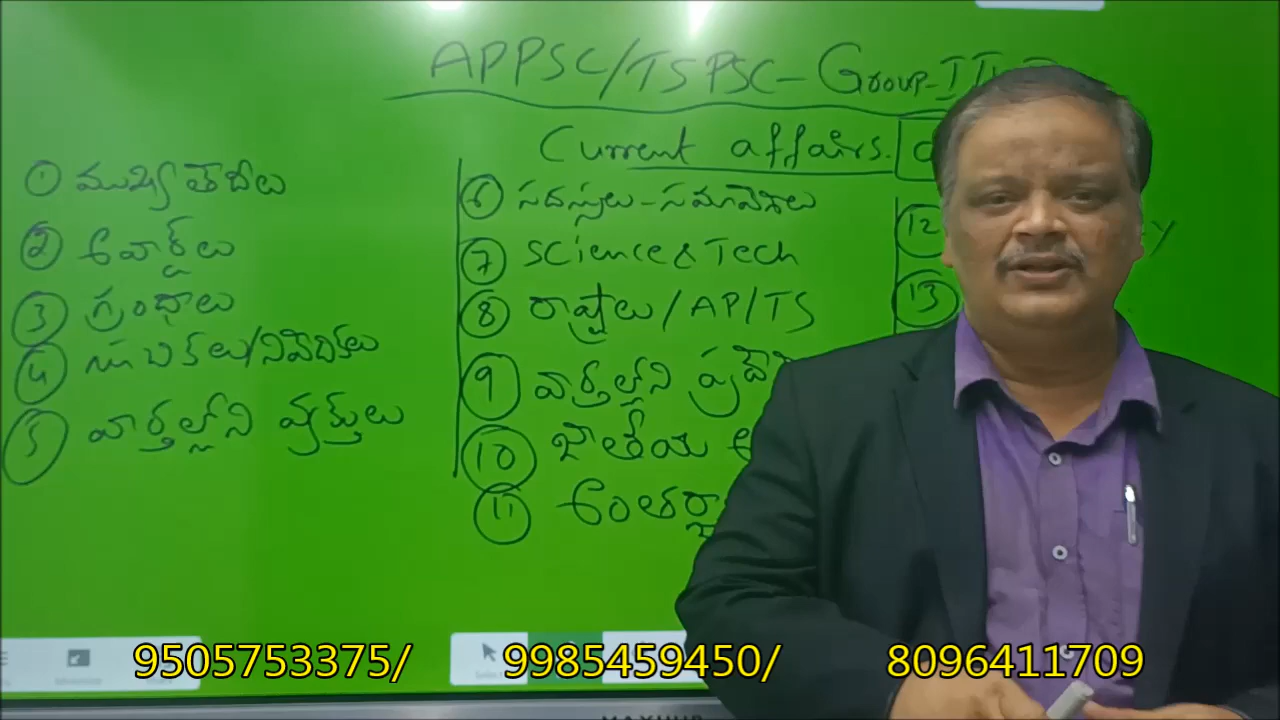 APPSC/TSPSC - Group-II
Current affairs.
① ముఖ్య తేదీలు
② అవార్డులు
③ గ్రంథాలు
④ సూచికలు/నివేదికలు
⑤ వార్తల్లోని వ్యక్తులు
⑥ సదస్సులు - సమావేశాలు
⑦ Science & Tech
⑧ రాష్ట్రాలు / AP/TS
⑨ వార్తల్లోని
⑩ జాతీయ
⑪
⑫ Y
⑬
9505753375/ 9985459450/ 8096411709